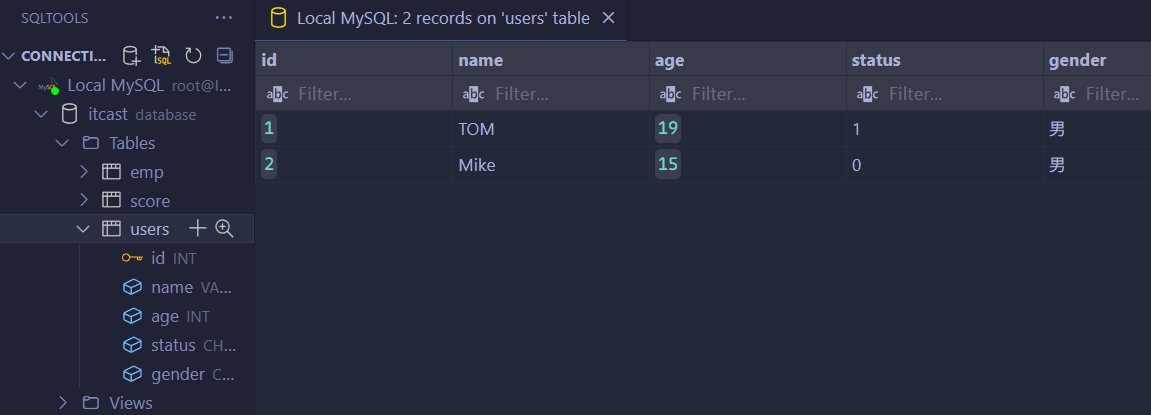 SQLTOOLS
CONNECTI...
Local MySQL root@l...
itcast database
Tables
emp
score
users
id INT
name VA...
age INT
status CH...
gender C...
Views
Local MySQL: 2 records on 'users' table
id name age status gender
Filter... Filter... Filter... Filter... Filter...
1 TOM 19 1 男
2 Mike 15 0 男